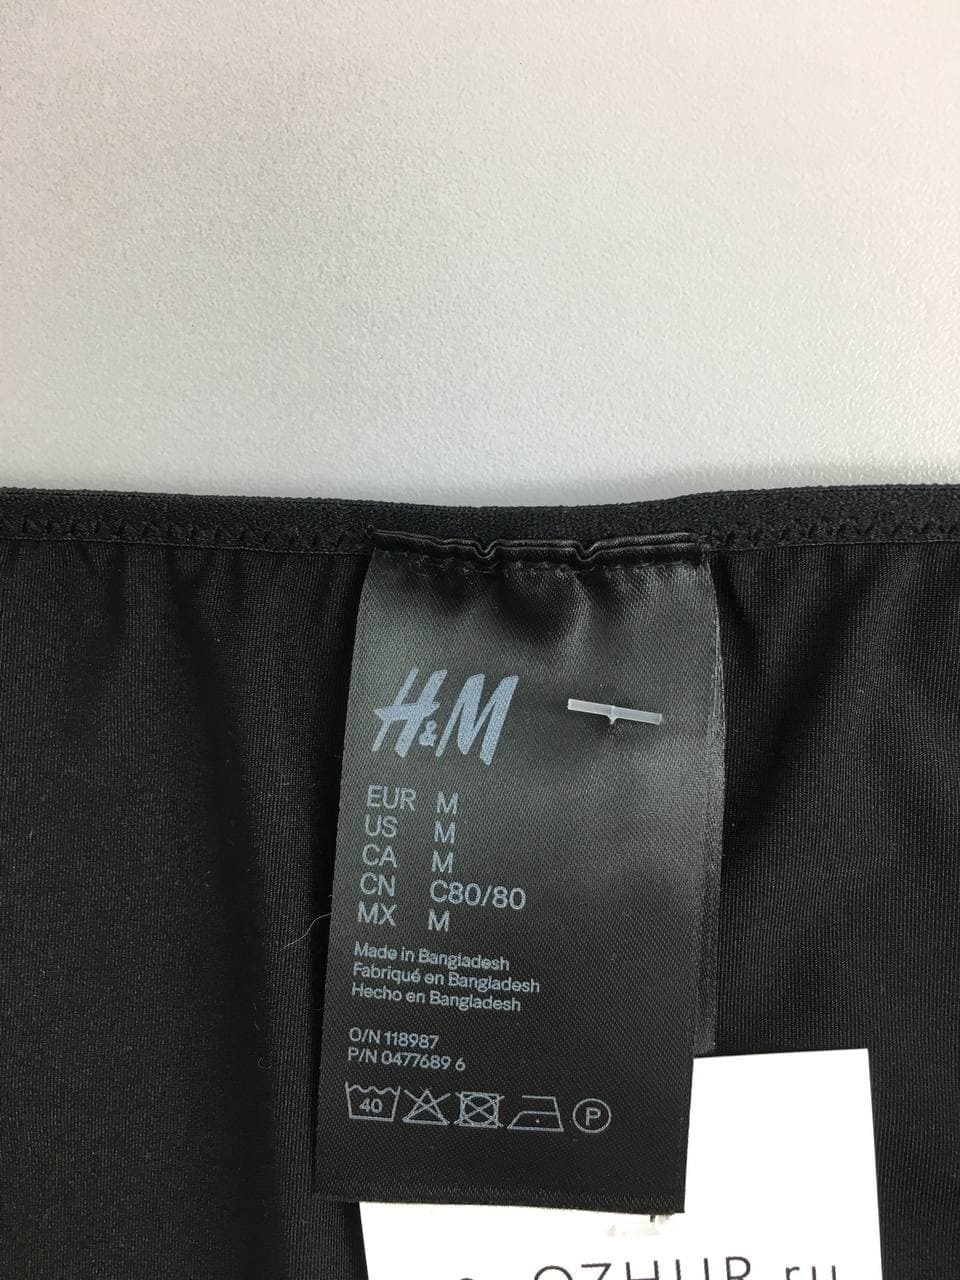 H&M
EUR M
US M
CA M
CN C80/80
MX M
Made in Bangladesh
Fabriqué en Bangladesh
Hecho en Bangladesh
O/N 118987
P/N 0477689 6
40
P